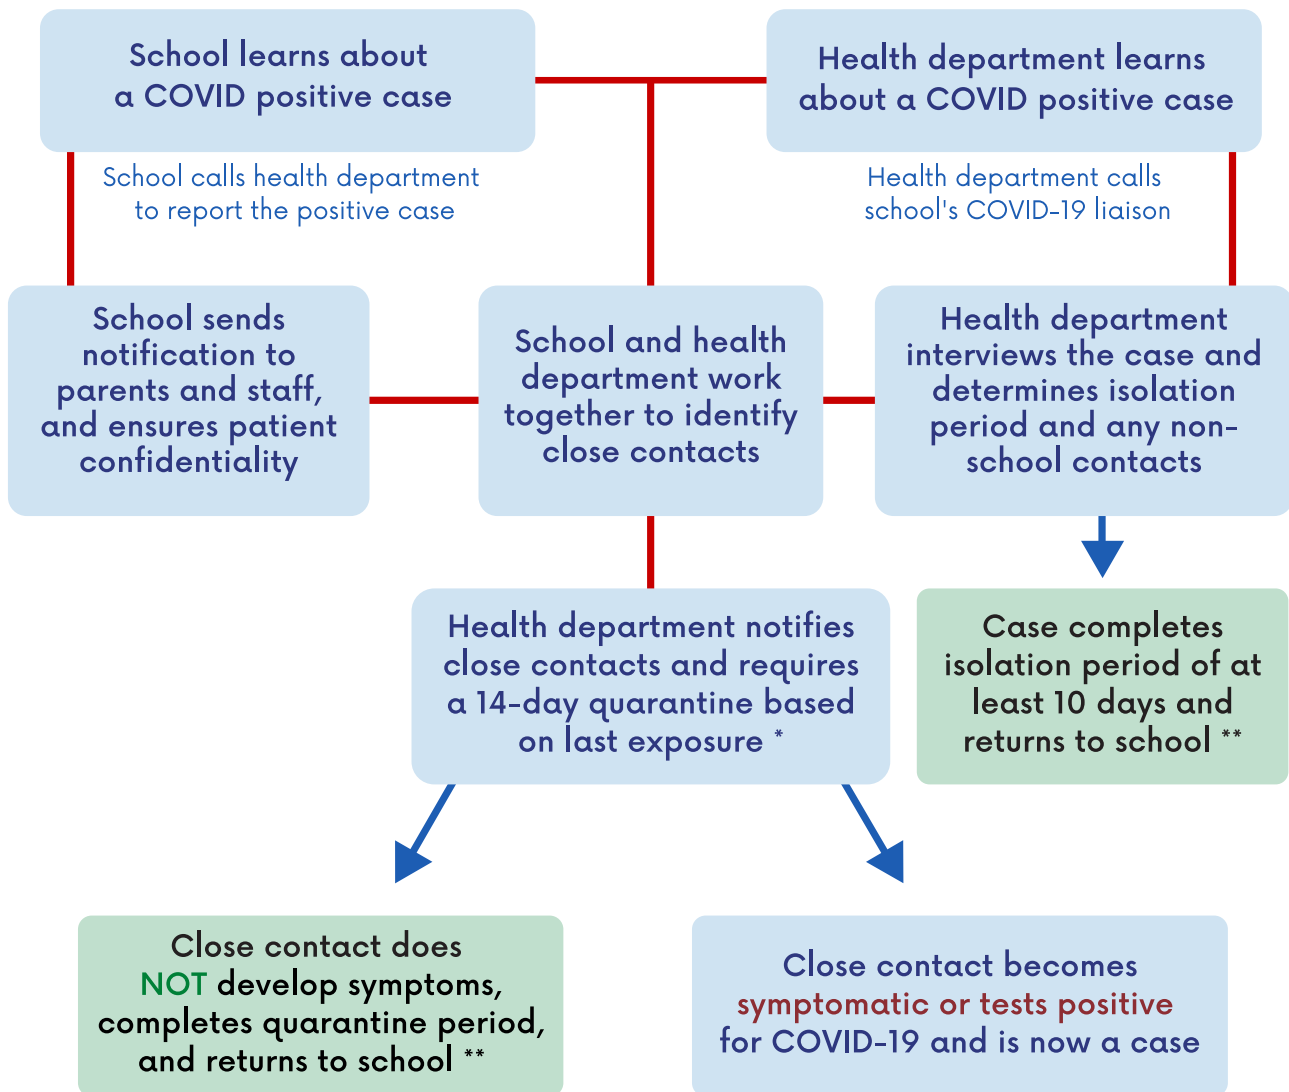 School learns about
a COVID positive case
Health department learns
about a COVID positive case
School calls health department
to report the positive case
Health department calls
school's COVID-19 liaison
School sends
notification to
parents and staff,
and ensures patient
confidentiality
School and health
department work
together to identify
close contacts
Health department
interviews the case and
determines isolation
period and any non-
school contacts
Health department notifies
close contacts and requires
a 14-day quarantine based
on last exposure *
Case completes
isolation period of at
least 10 days and
returns to school **
Close contact does
NOT develop symptoms,
completes quarantine period,
and returns to school **
Close contact becomes
symptomatic or tests positive
for COVID-19 and is now a case